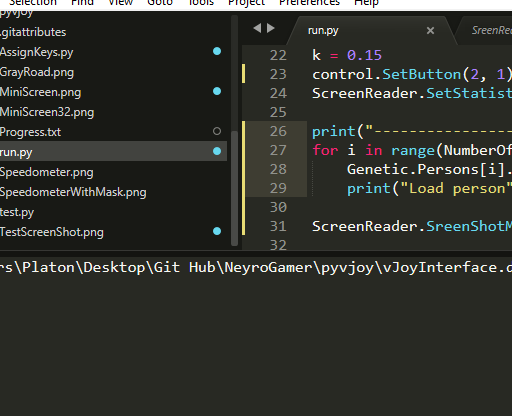 Selection Find View Goto Tools Project Preferences Help
pyvjoy
.gitattributes
AssignKeys.py
GrayRoad.png
MiniScreen.png
MiniScreen32.png
Progress.txt
run.py
Speedometer.png
SpeedometerWithMask.png
test.py
TestScreenShot.png
run.py
SreenRead
22 k = 0.15
23 control.SetButton(2, 1)
24 ScreenReader.SetStatist
25
26 print("----------------
27 for i in range(NumberOf
28 Genetic.Persons[i].
29 print("Load person"
30
31 ScreenReader.SreenShotM
32
rs\Platon\Desktop\Git Hub\NeyroGamer\pyvjoy\vJoyInterface.d